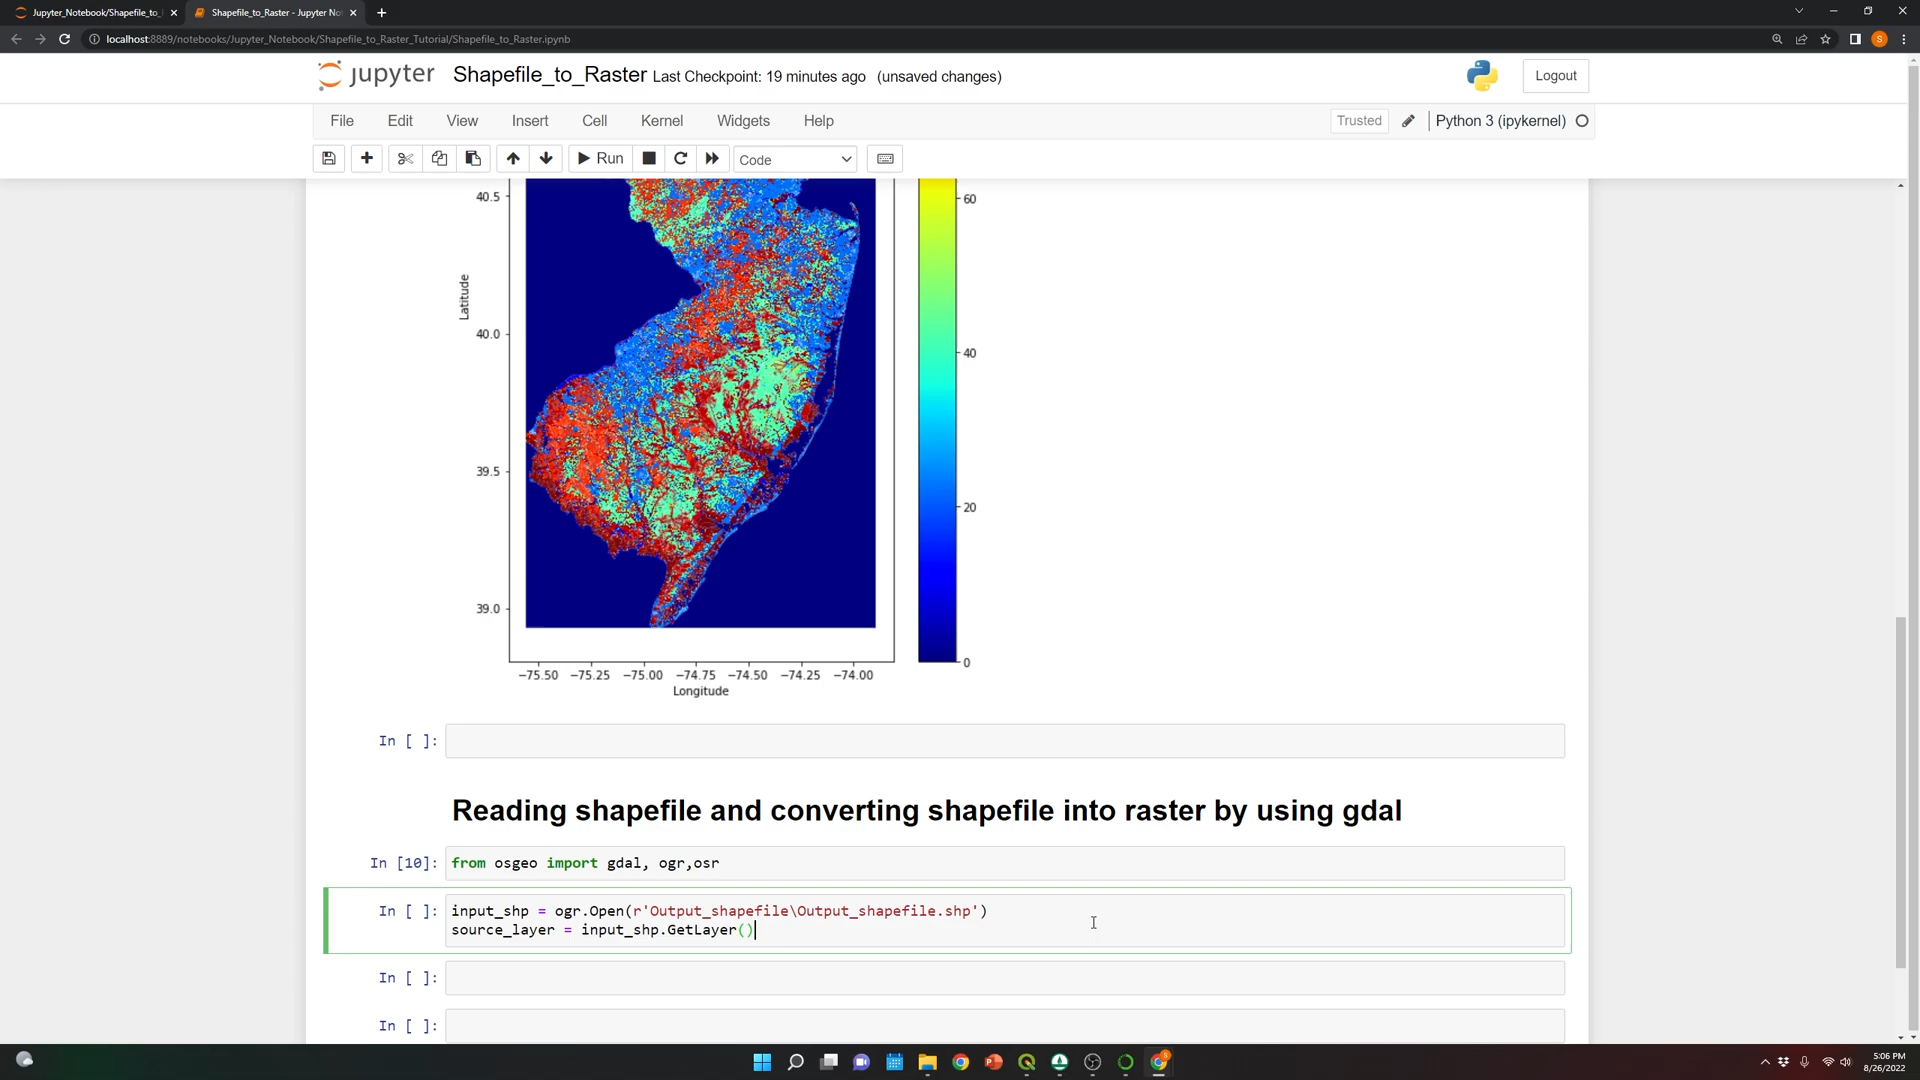 Jupyter_Notebook/Shapefile_to_
Shapefile_to_Raster - Jupyter No
localhost:8889/notebooks/Jupyter_Notebook/Shapefile_to_Raster_Tutorial/Shapefile_to_Raster.ipynb
S
jupyter Shapefile_to_Raster Last Checkpoint: 19 minutes ago (unsaved changes)
Logout
File Edit View Insert Cell Kernel Widgets Help
Trusted
Python 3 (ipykernel)
Run
Code
40.5
40.0
39.5
39.0
Latitude
−75.50 −75.25 −75.00 −74.75 −74.50 −74.25 −74.00
Longitude
60
40
20
0
In [ ]:
Reading shapefile and converting shapefile into raster by using gdal
In [10]: from osgeo import gdal, ogr,osr
In [ ]: input_shp = ogr.Open(r'Output_shapefile\Output_shapefile.shp')
source_layer = input_shp.GetLayer()
In [ ]:
In [ ]:
5:06 PM
8/26/2022